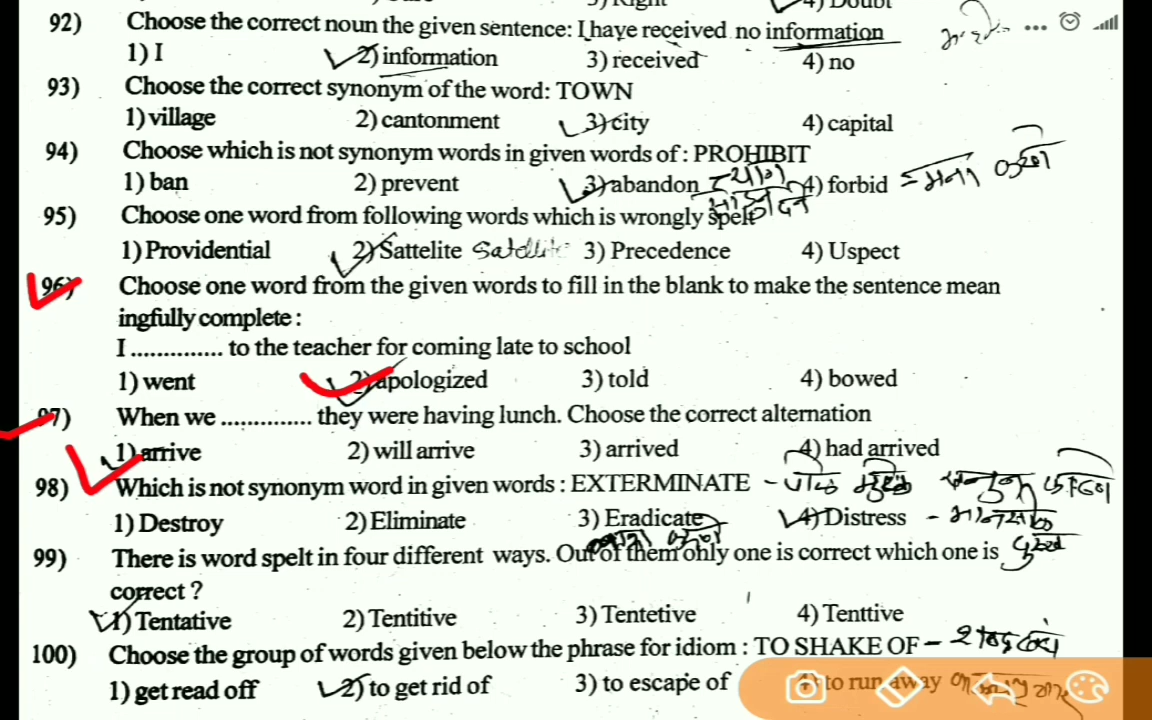 3) Right 4) Doubt
92) Choose the correct noun the given sentence: I have received no information ...
1) I 2) information 3) received 4) no
93) Choose the correct synonym of the word: TOWN
1) village 2) cantonment 3) city 4) capital
94) Choose which is not synonym words in given words of : PROHIBIT
1) ban 2) prevent 3) abandon 4) forbid
95) Choose one word from following words which is wrongly spelt
1) Providential 2) Sattelite Satellite 3) Precedence 4) Uspect
96) Choose one word from the given words to fill in the blank to make the sentence mean
ingfully complete :
I .............. to the teacher for coming late to school
1) went 2) apologized 3) told 4) bowed
97) When we .............. they were having lunch. Choose the correct alternation
1) arrive 2) will arrive 3) arrived 4) had arrived
98) Which is not synonym word in given words : EXTERMINATE -
1) Destroy 2) Eliminate 3) Eradicate 4) Distress -
99) There is word spelt in four different ways. Out of them only one is correct which one is
correct ?
1) Tentative 2) Tentitive 3) Tentetive 4) Tenttive
100) Choose the group of words given below the phrase for idiom : TO SHAKE OF -
1) get read off 2) to get rid of 3) to escape of 4) to run away